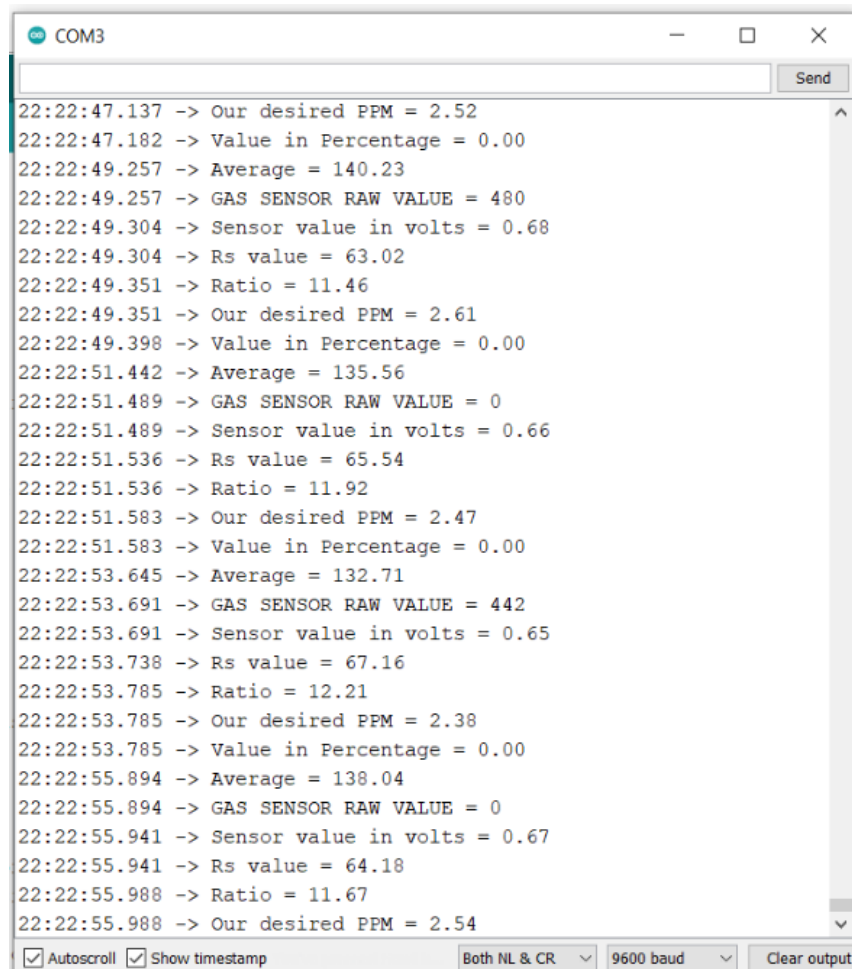 COM3
Send
22:22:47.137 -> Our desired PPM = 2.52
22:22:47.182 -> Value in Percentage = 0.00
22:22:49.257 -> Average = 140.23
22:22:49.257 -> GAS SENSOR RAW VALUE = 480
22:22:49.304 -> Sensor value in volts = 0.68
22:22:49.304 -> Rs value = 63.02
22:22:49.351 -> Ratio = 11.46
22:22:49.351 -> Our desired PPM = 2.61
22:22:49.398 -> Value in Percentage = 0.00
22:22:51.442 -> Average = 135.56
22:22:51.489 -> GAS SENSOR RAW VALUE = 0
22:22:51.489 -> Sensor value in volts = 0.66
22:22:51.536 -> Rs value = 65.54
22:22:51.536 -> Ratio = 11.92
22:22:51.583 -> Our desired PPM = 2.47
22:22:51.583 -> Value in Percentage = 0.00
22:22:53.645 -> Average = 132.71
22:22:53.691 -> GAS SENSOR RAW VALUE = 442
22:22:53.691 -> Sensor value in volts = 0.65
22:22:53.738 -> Rs value = 67.16
22:22:53.785 -> Ratio = 12.21
22:22:53.785 -> Our desired PPM = 2.38
22:22:53.785 -> Value in Percentage = 0.00
22:22:55.894 -> Average = 138.04
22:22:55.894 -> GAS SENSOR RAW VALUE = 0
22:22:55.941 -> Sensor value in volts = 0.67
22:22:55.941 -> Rs value = 64.18
22:22:55.988 -> Ratio = 11.67
22:22:55.988 -> Our desired PPM = 2.54
Autoscroll Show timestamp Both NL & CR 9600 baud Clear output